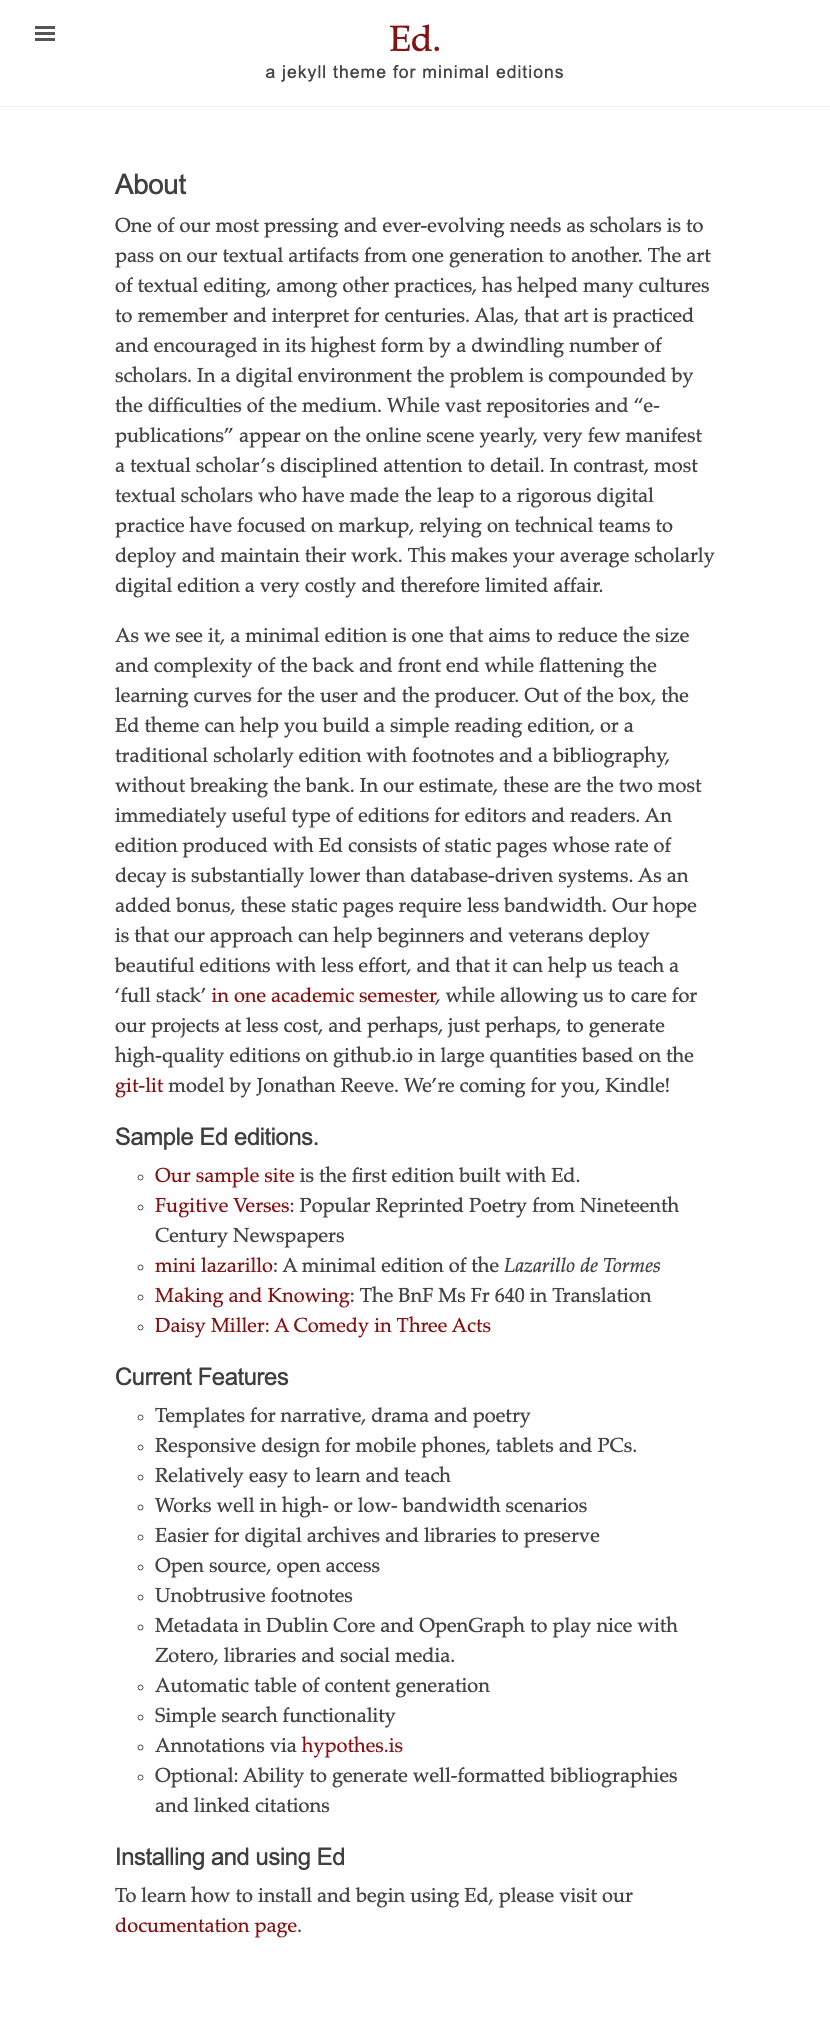 Ed.
a jekyll theme for minimal editions
About
One of our most pressing and ever-evolving needs as scholars is to
pass on our textual artifacts from one generation to another. The art
of textual editing, among other practices, has helped many cultures
to remember and interpret for centuries. Alas, that art is practiced
and encouraged in its highest form by a dwindling number of
scholars. In a digital environment the problem is compounded by
the difficulties of the medium. While vast repositories and “e-
publications” appear on the online scene yearly, very few manifest
a textual scholar’s disciplined attention to detail. In contrast, most
textual scholars who have made the leap to a rigorous digital
practice have focused on markup, relying on technical teams to
deploy and maintain their work. This makes your average scholarly
digital edition a very costly and therefore limited affair.
As we see it, a minimal edition is one that aims to reduce the size
and complexity of the back and front end while flattening the
learning curves for the user and the producer. Out of the box, the
Ed theme can help you build a simple reading edition, or a
traditional scholarly edition with footnotes and a bibliography,
without breaking the bank. In our estimate, these are the two most
immediately useful type of editions for editors and readers. An
edition produced with Ed consists of static pages whose rate of
decay is substantially lower than database-driven systems. As an
added bonus, these static pages require less bandwidth. Our hope
is that our approach can help beginners and veterans deploy
beautiful editions with less effort, and that it can help us teach a
‘full stack’ in one academic semester, while allowing us to care for
our projects at less cost, and perhaps, just perhaps, to generate
high-quality editions on github.io in large quantities based on the
git-lit model by Jonathan Reeve. We’re coming for you, Kindle!
Sample Ed editions.
Our sample site is the first edition built with Ed.
Fugitive Verses: Popular Reprinted Poetry from Nineteenth
Century Newspapers
mini lazarillo: A minimal edition of the Lazarillo de Tormes
Making and Knowing: The BnF Ms Fr 640 in Translation
Daisy Miller: A Comedy in Three Acts
Current Features
Templates for narrative, drama and poetry
Responsive design for mobile phones, tablets and PCs.
Relatively easy to learn and teach
Works well in high- or low- bandwidth scenarios
Easier for digital archives and libraries to preserve
Open source, open access
Unobtrusive footnotes
Metadata in Dublin Core and OpenGraph to play nice with
Zotero, libraries and social media.
Automatic table of content generation
Simple search functionality
Annotations via hypothes.is
Optional: Ability to generate well-formatted bibliographies
and linked citations
Installing and using Ed
To learn how to install and begin using Ed, please visit our
documentation page.